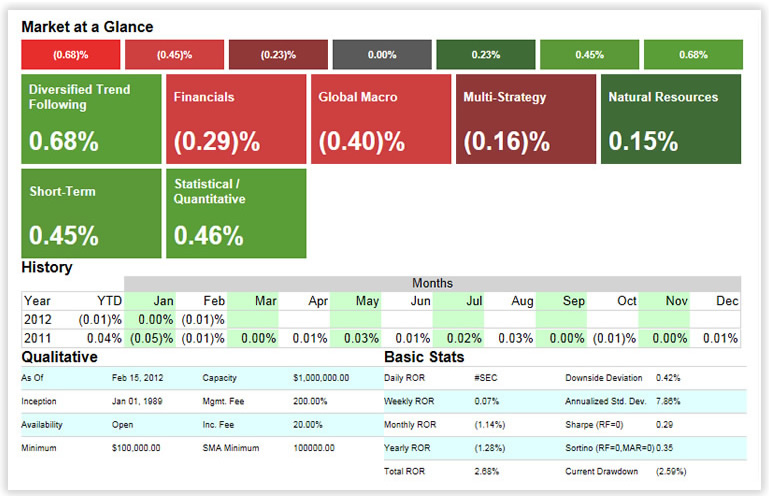 Market at a Glance
(0.68)% (0.45)% (0.23)% 0.00% 0.23% 0.45% 0.68%
Diversified Trend
Following
0.68%
Financials
(0.29)%
Global Macro
(0.40)%
Multi-Strategy
(0.16)%
Natural Resources
0.15%
Short-Term
0.45%
Statistical /
Quantitative
0.46%
History
Months
Year YTD Jan Feb Mar Apr May Jun Jul Aug Sep Oct Nov Dec
2012 (0.01)% 0.00% (0.01)%
2011 0.04% (0.05)% (0.01)% 0.00% 0.01% 0.03% 0.01% 0.02% 0.03% 0.00% (0.01)% 0.00% 0.01%
Qualitative
As Of Feb 15, 2012 Capacity $1,000,000.00
Inception Jan 01, 1989 Mgmt. Fee 200.00%
Availability Open Inc. Fee 20.00%
Minimum $100,000.00 SMA Minimum 100000.00
Basic Stats
Daily ROR #SEC Downside Deviation 0.42%
Weekly ROR 0.07% Annualized Std. Dev. 7.86%
Monthly ROR (1.14%) Sharpe (RF=0) 0.29
Yearly ROR (1.28%) Sortino (RF=0,MAR=0) 0.35
Total ROR 2.68% Current Drawdown (2.59%)